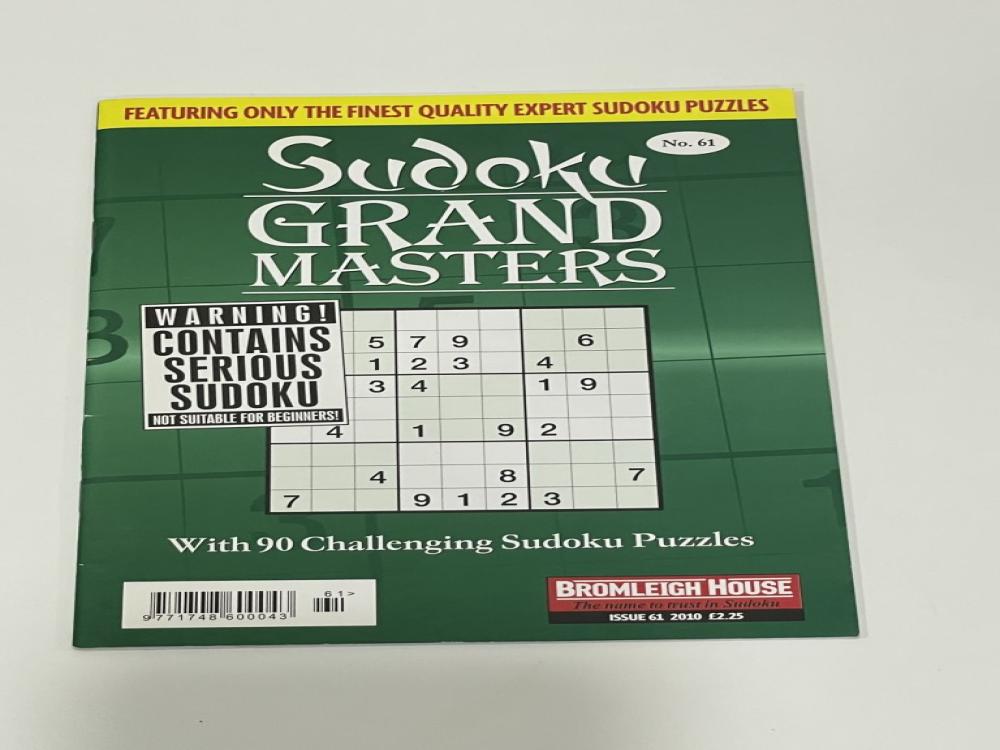 FEATURING ONLY THE FINEST QUALITY EXPERT SUDOKU PUZZLES
No. 61
Sudoku
GRAND
MASTERS
WARNING!
CONTAINS
SERIOUS
SUDOKU
NOT SUITABLE FOR BEGINNERS!
5 7 9 6
1 2 3 4
3 4 1 9
4 1 9 2
4 8 7
7 9 1 2 3
With 90 Challenging Sudoku Puzzles
61>
9 771748 600043
BROMLEIGH HOUSE
The name to trust in Sudoku
ISSUE 61 2010 £2.25